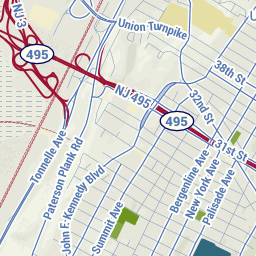 NJ 3
Union Turnpike
495
38th St
NJ 495
32nd St
495
31st St
Tonnelle Ave
Paterson Plank Rd
John F. Kennedy Blvd
Summit Ave
Bergenline Ave
New York Ave
Palisade Ave